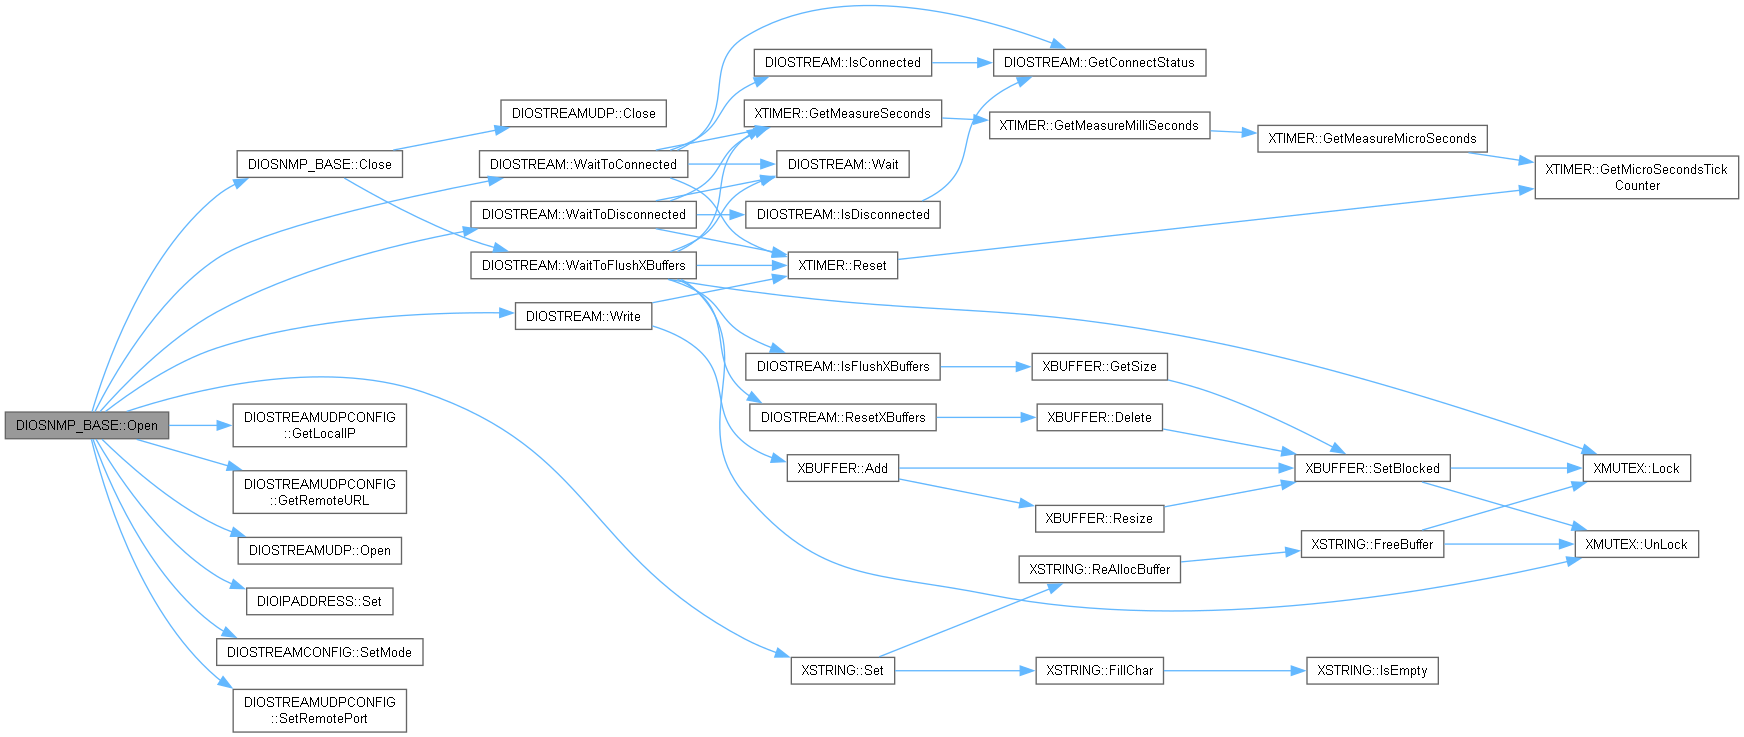 DIOSNMP_BASE::Open
DIOSNMP_BASE::Close
DIOSTREAMUDP::Close
DIOSTREAM::WaitToFlushXBuffers
DIOSTREAM::WaitToConnected
DIOSTREAM::WaitToDisconnected
DIOSTREAM::Write
DIOSTREAMUDPCONFIG
::GetLocalIP
DIOSTREAMUDPCONFIG
::GetRemoteURL
DIOSTREAMUDP::Open
DIOIPADDRESS::Set
DIOSTREAMCONFIG::SetMode
DIOSTREAMUDPCONFIG
::SetRemotePort
DIOSTREAM::IsConnected
XTIMER::GetMeasureSeconds
DIOSTREAM::Wait
DIOSTREAM::IsDisconnected
XTIMER::Reset
DIOSTREAM::IsFlushXBuffers
DIOSTREAM::ResetXBuffers
XBUFFER::Add
XSTRING::Set
DIOSTREAM::GetConnectStatus
XTIMER::GetMeasureMilliSeconds
XBUFFER::GetSize
XBUFFER::Delete
XBUFFER::Resize
XSTRING::ReAllocBuffer
XSTRING::FillChar
XTIMER::GetMeasureMicroSeconds
XBUFFER::SetBlocked
XSTRING::FreeBuffer
XSTRING::IsEmpty
XTIMER::GetMicroSecondsTick
Counter
XMUTEX::Lock
XMUTEX::UnLock